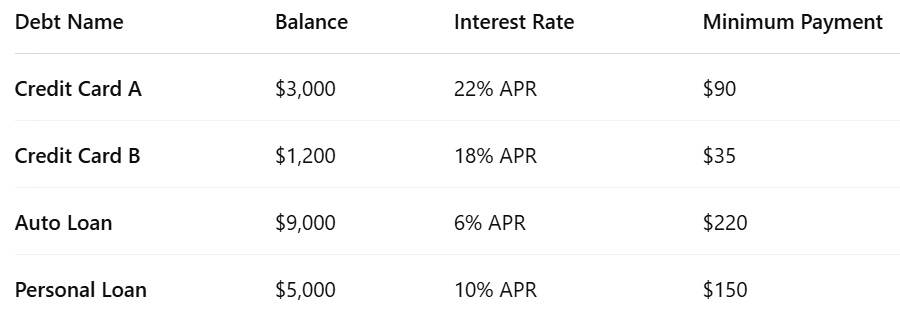 Debt Name Balance Interest Rate Minimum Payment
Credit Card A $3,000 22% APR $90
Credit Card B $1,200 18% APR $35
Auto Loan $9,000 6% APR $220
Personal Loan $5,000 10% APR $150